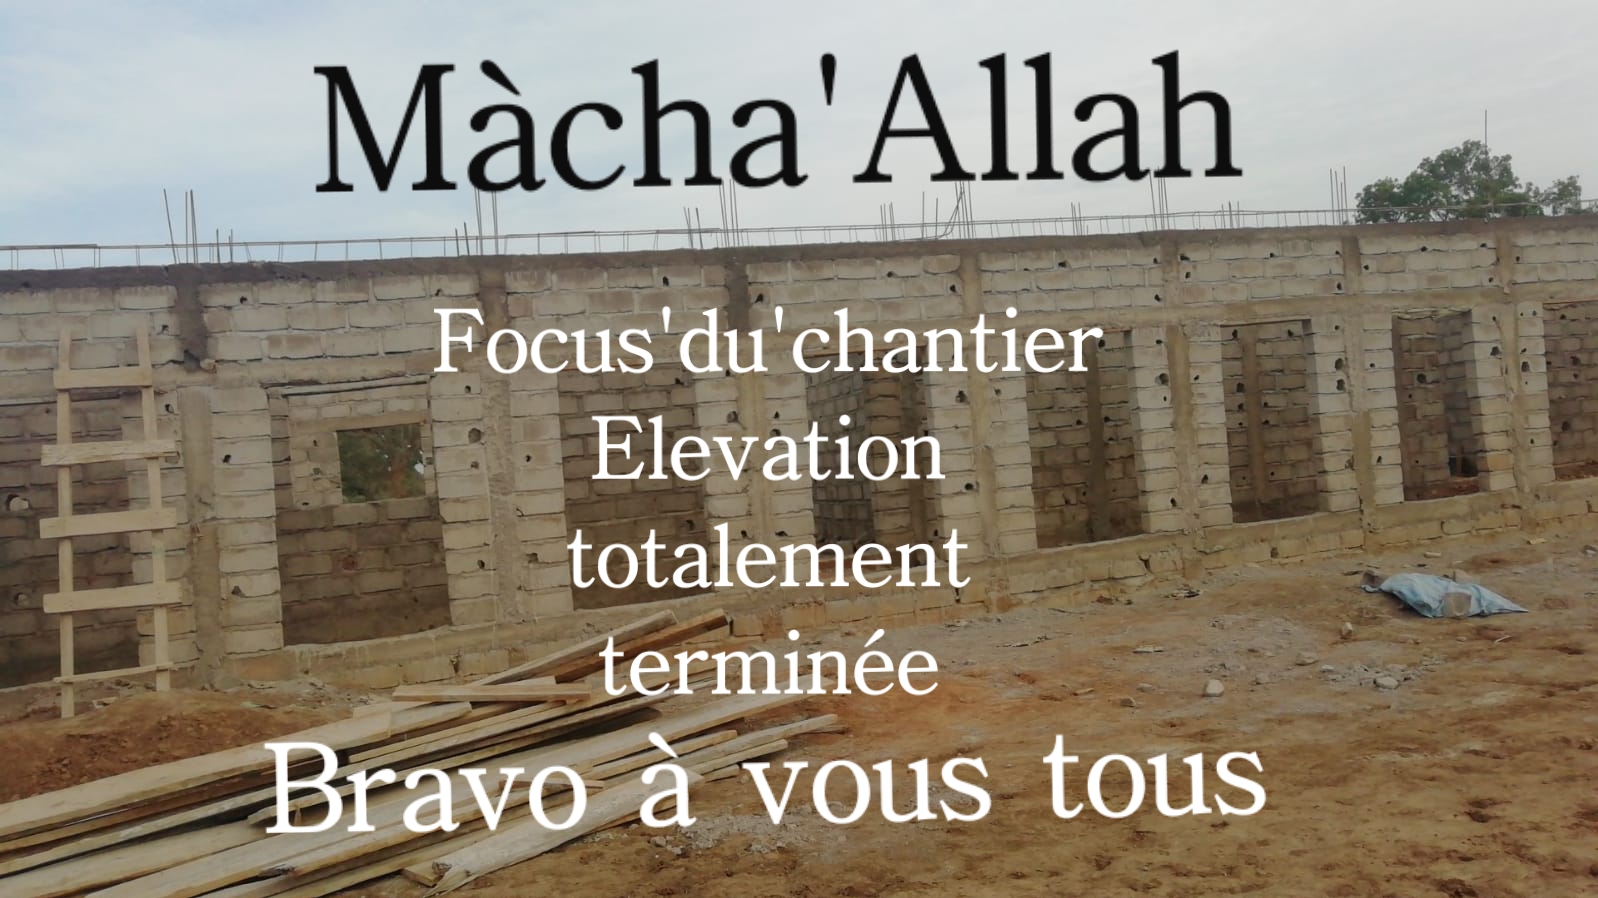 Màcha'Allah
Focus'du'chantier
Elevation
totalement
terminée
Bravo à vous tous